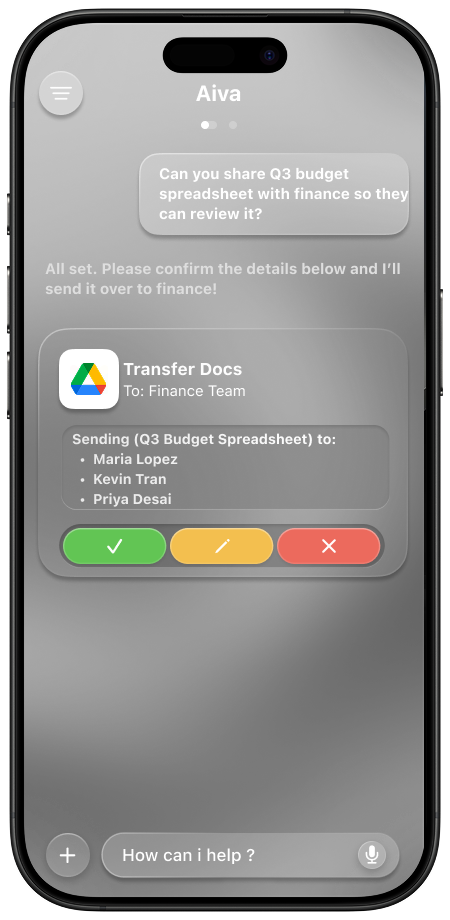 Aiva
Can you share Q3 budget
spreadsheet with finance so they
can review it?
All set. Please confirm the details below and I’ll
send it over to finance!
Transfer Docs
To: Finance Team
Sending (Q3 Budget Spreadsheet) to:
• Maria Lopez
• Kevin Tran
• Priya Desai
How can i help ?